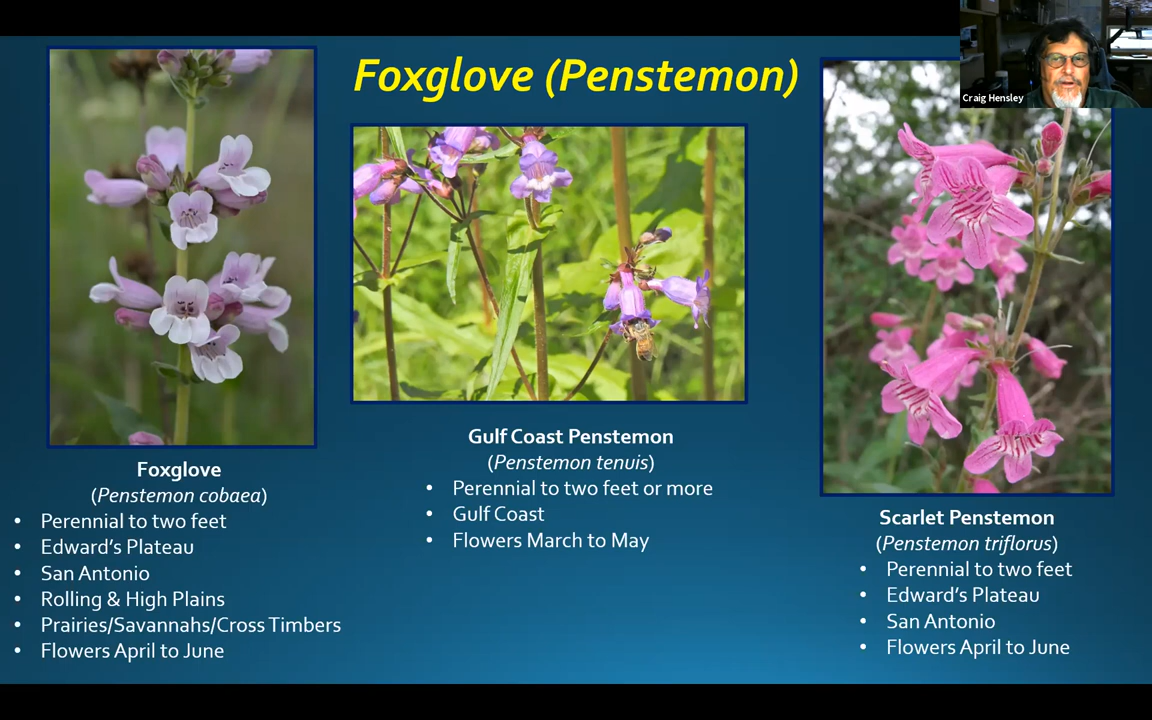 Foxglove (Penstemon)
Craig Hensley
Foxglove
(Penstemon cobaea)
• Perennial to two feet
• Edward's Plateau
• San Antonio
• Rolling & High Plains
• Prairies/Savannahs/Cross Timbers
• Flowers April to June
Gulf Coast Penstemon
(Penstemon tenuis)
• Perennial to two feet or more
• Gulf Coast
• Flowers March to May
Scarlet Penstemon
(Penstemon triflorus)
• Perennial to two feet
• Edward's Plateau
• San Antonio
• Flowers April to June